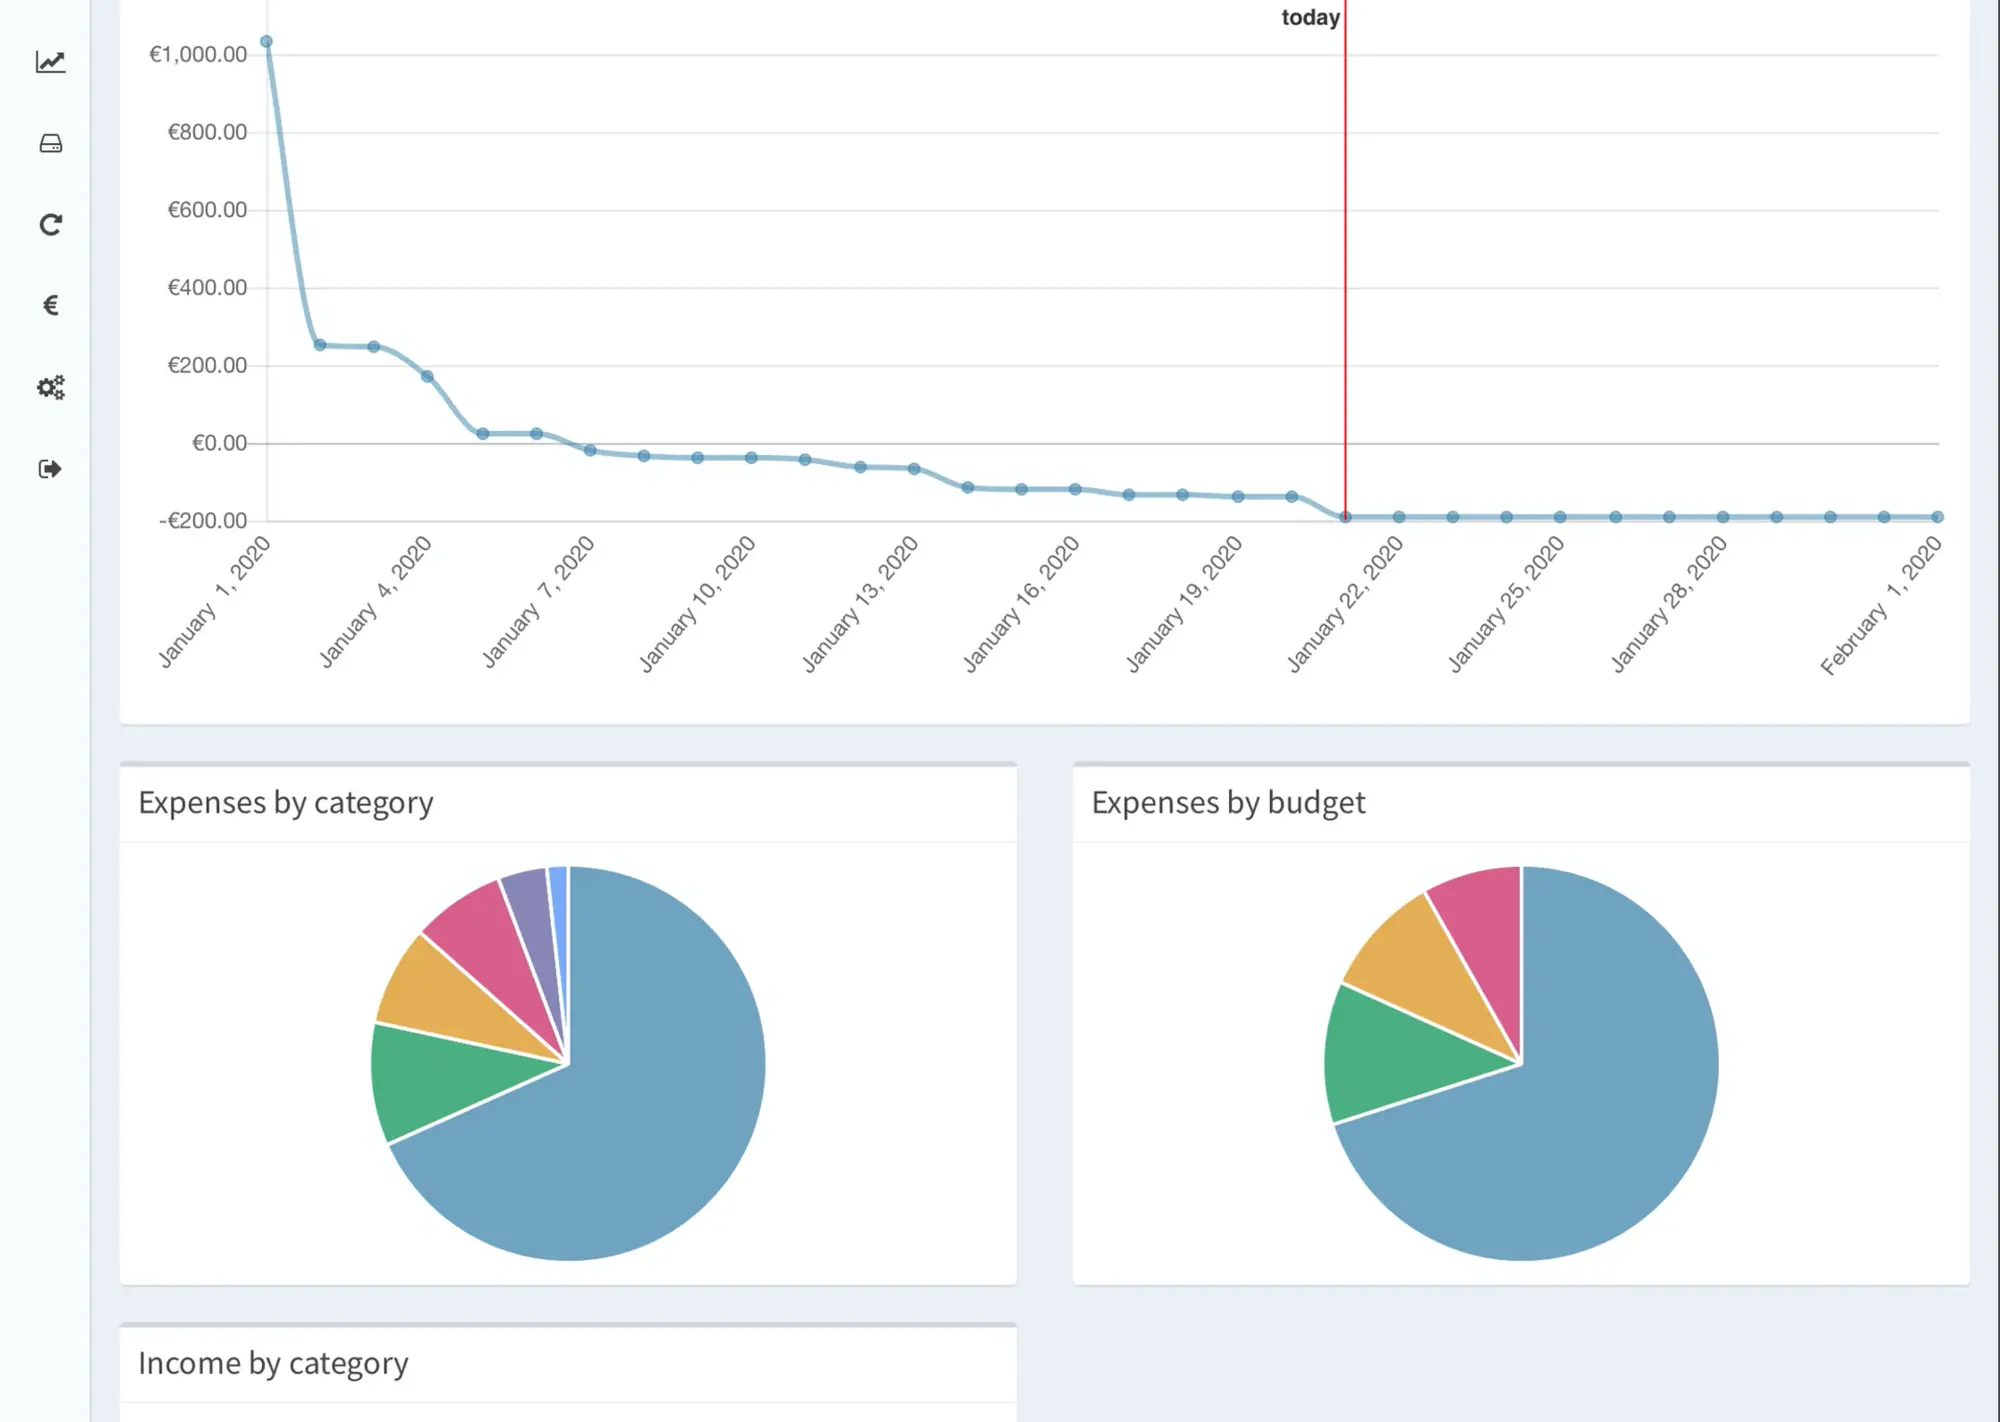 today
€1,000.00
€800.00
€600.00
€400.00
€200.00
€0.00
-€200.00
January 1, 2020
January 4, 2020
January 7, 2020
January 10, 2020
January 13, 2020
January 16, 2020
January 19, 2020
January 22, 2020
January 25, 2020
January 28, 2020
February 1, 2020
Expenses by category
Expenses by budget
Income by category